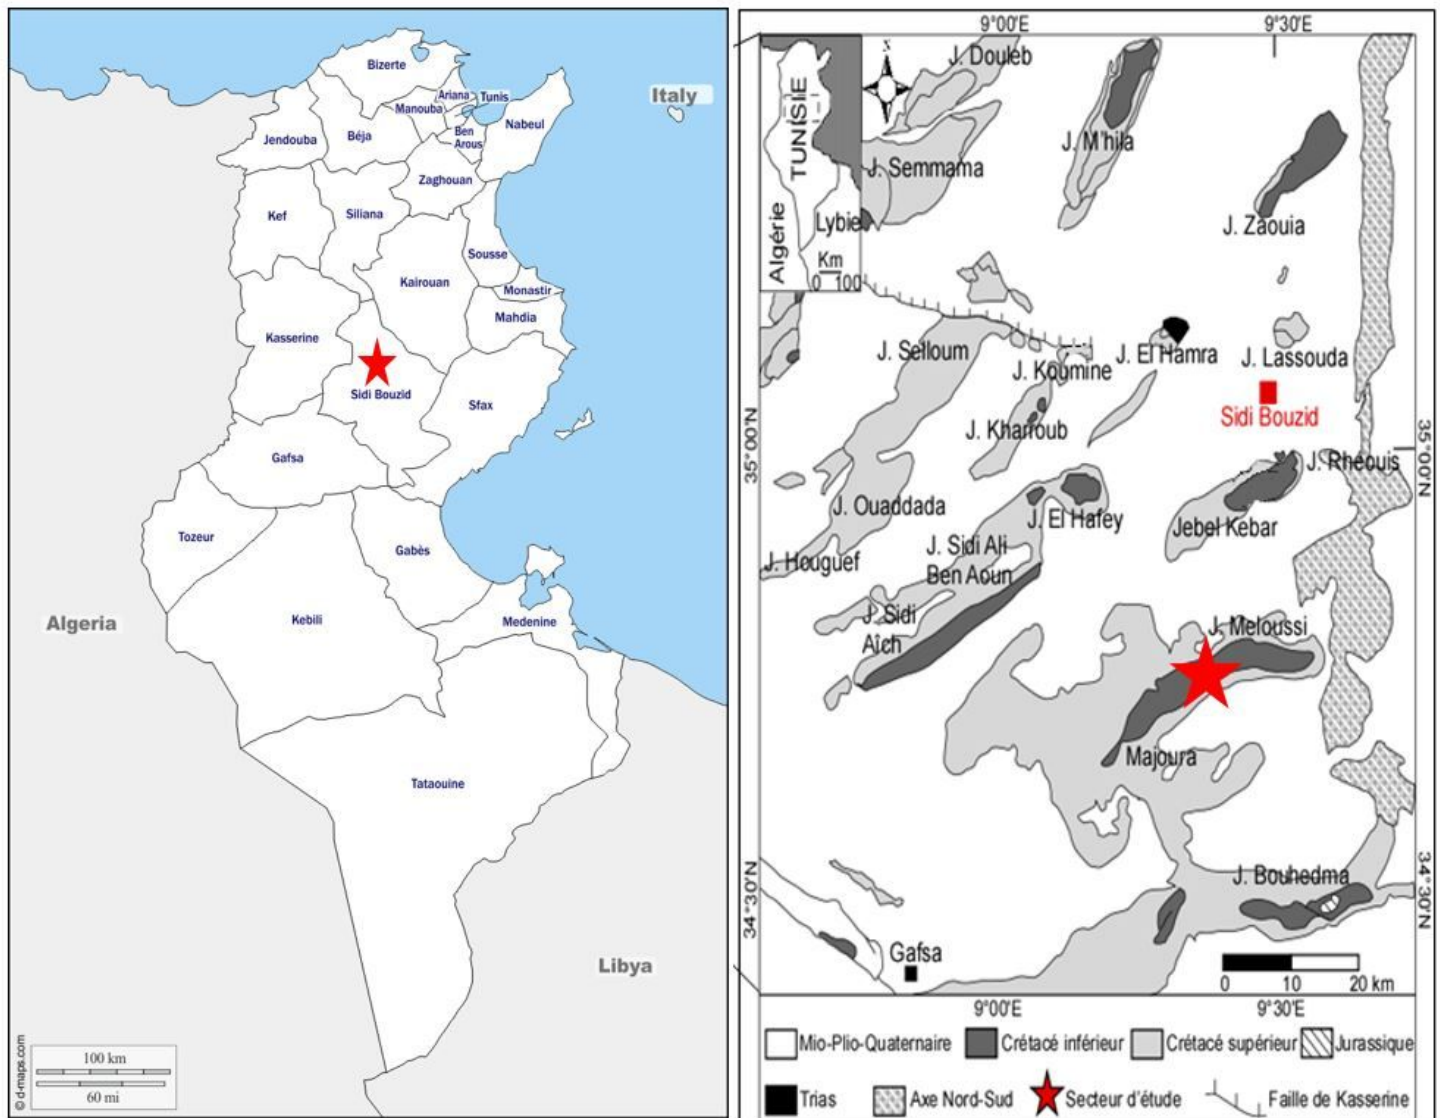 Bizerte
Ariana
Tunis
Manouba
Nabeul
Jendouba
Béja
Ben
Arous
Zaghouan
Kef
Siliana
Sousse
Kairouan
Monastir
Mahdia
Kasserine
Sidi Bouzid
Sfax
Gafsa
Tozeur
Gabès
Kebili
Medenine
Tataouine
Italy
Algeria
Libya
© d-maps.com
100 km
60 mi
9°00'E
9°30'E
N
J. Douleb
TUNISIE
J. M'hila
J. Semmama
Algérie
Lybie
Km
0 100
J. Zaouia
J. Selloum
J. El Hamra
J. Lassouda
J. Koumine
Sidi Bouzid
J. Kharroub
35°00'N
35°00'N
J. Rheouis
J. Ouaddada
J. El Hafey
Jebel Kebar
J. Sidi Ali
Ben Aoun
J. Houguef
J. Sidi
Aîch
J. Meloussi
Majoura
34°30'N
34°30'N
J. Bouhedma
Gafsa
0 10 20 km
9°00'E
9°30'E
Mio-Plio-Quaternaire
Crétacé inférieur
Crétacé supérieur
Jurassique
Trias
Axe Nord-Sud
Secteur d'étude
Faille de Kasserine